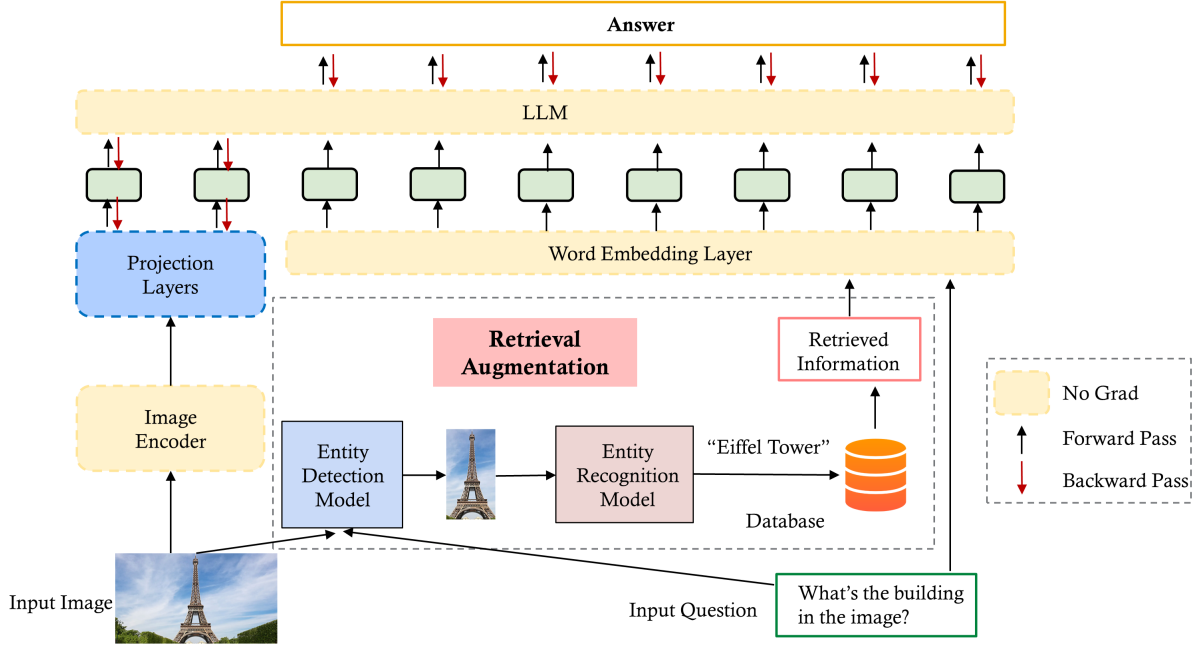 Answer
LLM
Projection
Layers
Word Embedding Layer
Retrieval
Augmentation
Retrieved
Information
Image
Encoder
Entity
Detection
Model
Entity
Recognition
Model
“Eiffel Tower”
Database
No Grad
Forward Pass
Backward Pass
Input Image
Input Question
What’s the building
in the image?